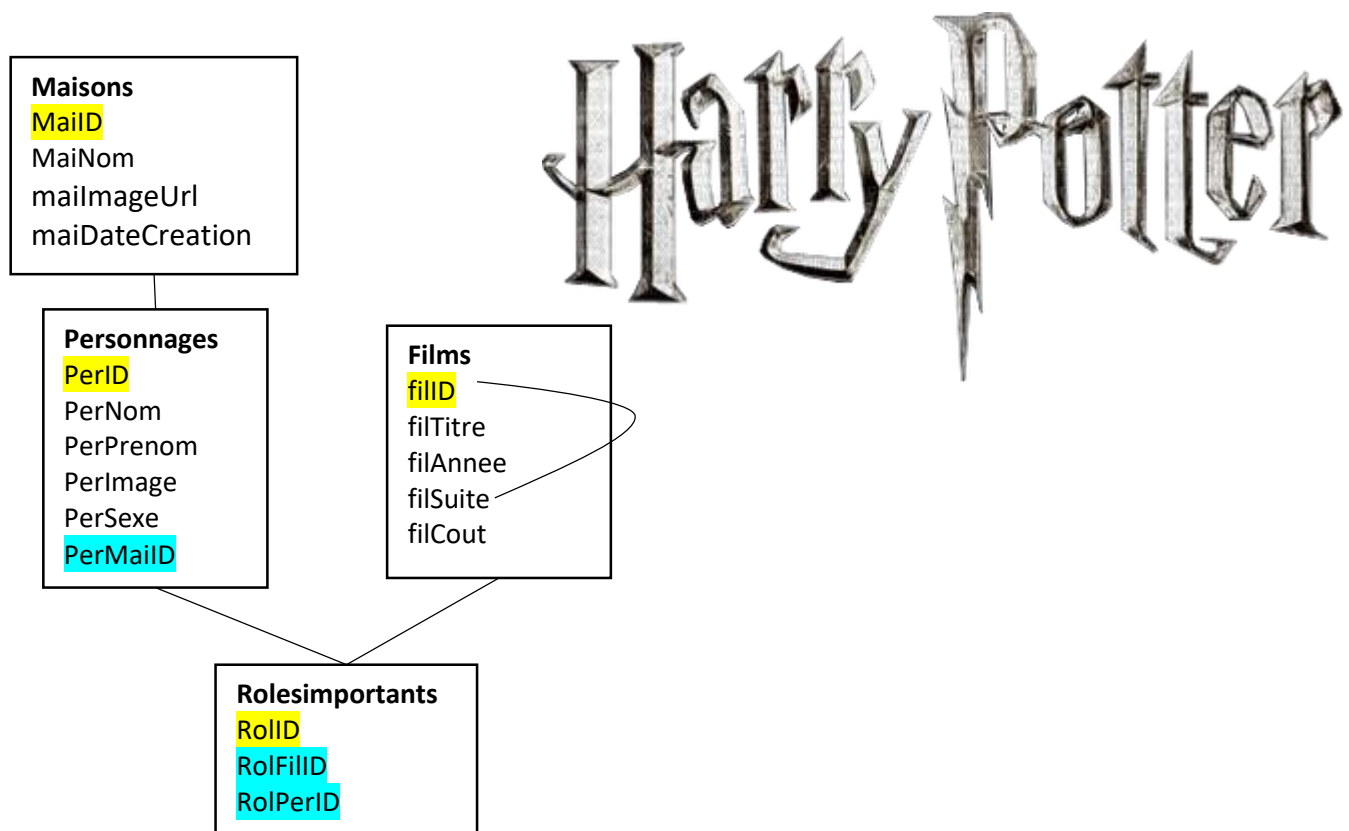 Harry Potter
Maisons
MaiID
MaiNom
maiImageUrl
maiDateCreation
Personnages
PerID
PerNom
PerPrenom
PerImage
PerSexe
PerMaiID
Films
filID
filTitre
filAnnee
filSuite
filCout
Rolesimportants
RolID
RolFilID
RolPerID